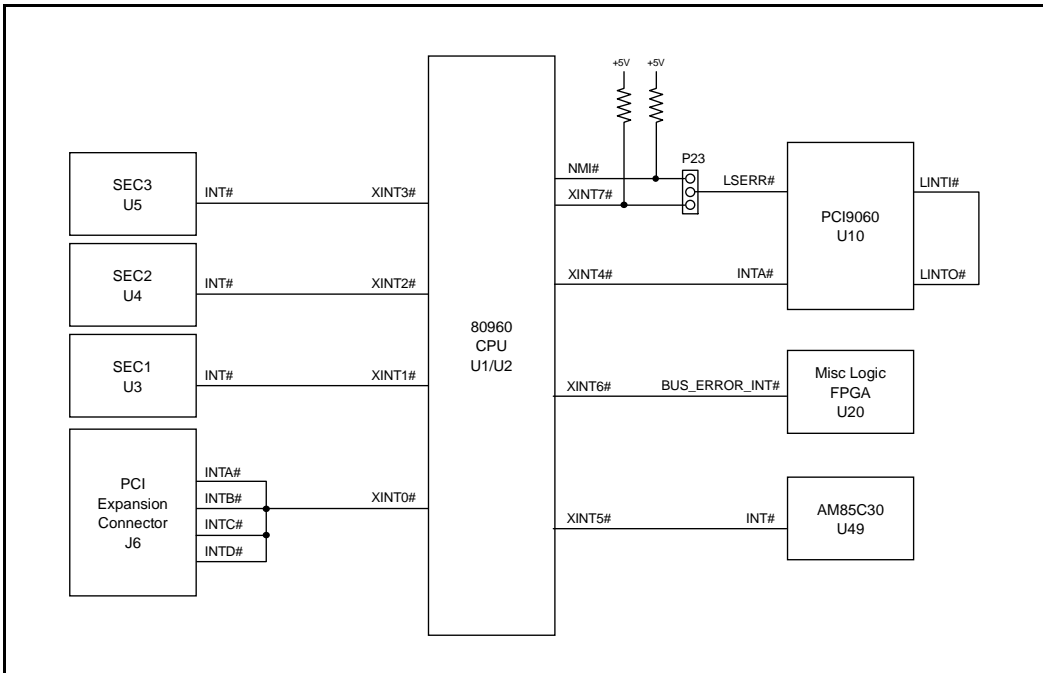 SEC3
U5
INT#
XINT3#
SEC2
U4
INT#
XINT2#
SEC1
U3
INT#
XINT1#
PCI
Expansion
Connector
J6
INTA#
INTB#
INTC#
INTD#
XINT0#
80960
CPU
U1/U2
+5V
+5V
NMI#
XINT7#
P23
LSERR#
XINT4#
INTA#
PCI9060
U10
LINTI#
LINTO#
XINT6#
BUS_ERROR_INT#
Misc Logic
FPGA
U20
XINT5#
INT#
AM85C30
U49